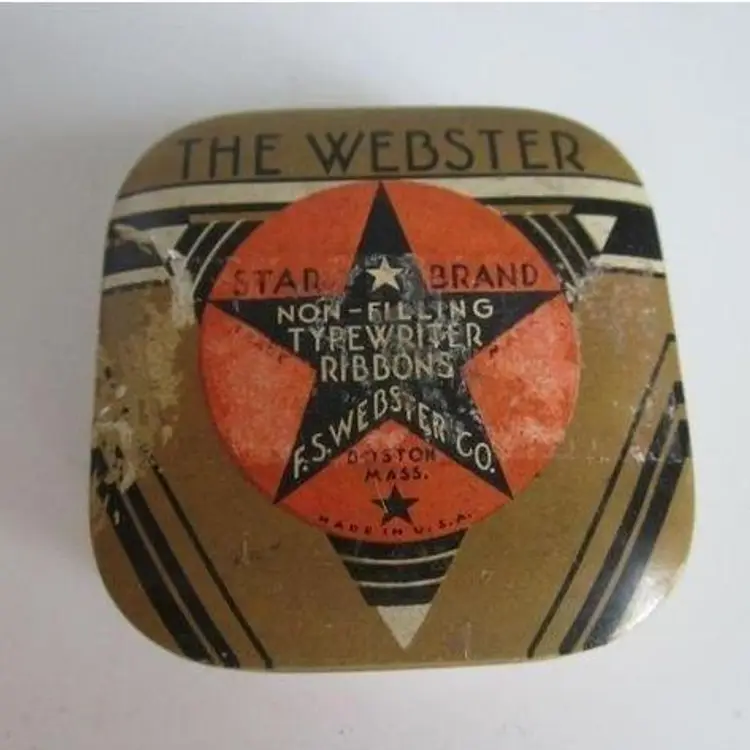 THE WEBSTER
STAR BRAND
NON-FILLING
TYPEWRITER
RIBBONS
F.S. WEBSTER CO.
BOSTON
MASS.
MADE IN U.S.A.